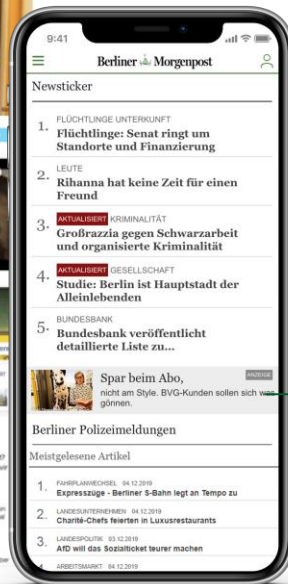 9:41
Berliner Morgenpost
Newsticker
1. FLÜCHTLINGE UNTERKUNFT
Flüchtlinge: Senat ringt um
Standorte und Finanzierung
2. LEUTE
Rihanna hat keine Zeit für einen
Freund
3. AKTUALISIERT KRIMINALITÄT
Großrazzia gegen Schwarzarbeit
und organisierte Kriminalität
4. AKTUALISIERT GESELLSCHAFT
Studie: Berlin ist Hauptstadt der
Alleinlebenden
5. BUNDESBANK
Bundesbank veröffentlicht
detaillierte Liste zu...
Spar beim Abo,
ANZEIGE
nicht am Style. BVG-Kunden sollen sich was
gönnen.
Berliner Polizeimeldungen
Meistgelesene Artikel
1. FAHRPLANWECHSEL 04.12.2019
Expresszüge - Berliner S-Bahn legt an Tempo zu
2. LANDESUNTERNEHMEN 04.12.2019
Charité-Chefs feierten in Luxusrestaurants
3. LANDESPOLITIK 03.12.2019
AfD will das Sozialticket teurer machen
4. ARBEITSMARKT 04.12.2019